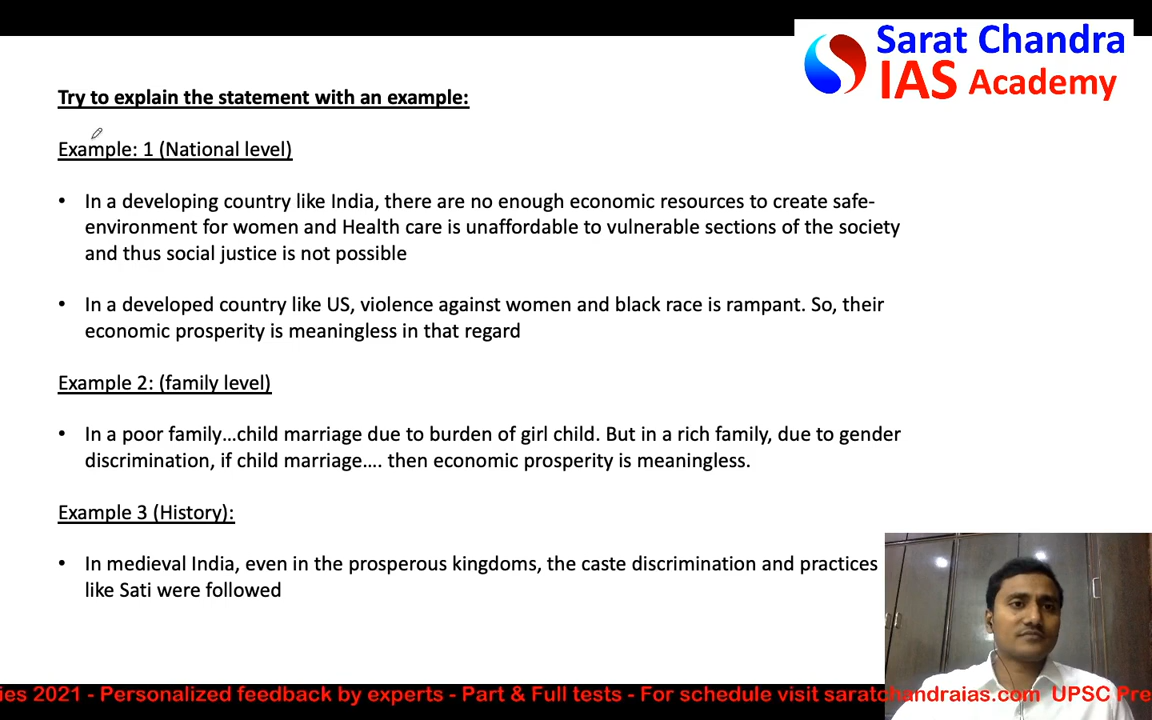 Sarat Chandra
IAS Academy
Try to explain the statement with an example:
Example: 1 (National level)
• In a developing country like India, there are no enough economic resources to create safe-
environment for women and Health care is unaffordable to vulnerable sections of the society
and thus social justice is not possible
• In a developed country like US, violence against women and black race is rampant. So, their
economic prosperity is meaningless in that regard
Example 2: (family level)
• In a poor family...child marriage due to burden of girl child. But in a rich family, due to gender
discrimination, if child marriage.... then economic prosperity is meaningless.
Example 3 (History):
• In medieval India, even in the prosperous kingdoms, the caste discrimination and practices
like Sati were followed
ies 2021 - Personalized feedback by experts - Part & Full tests - For schedule visit saratchandraias.com UPSC Pre